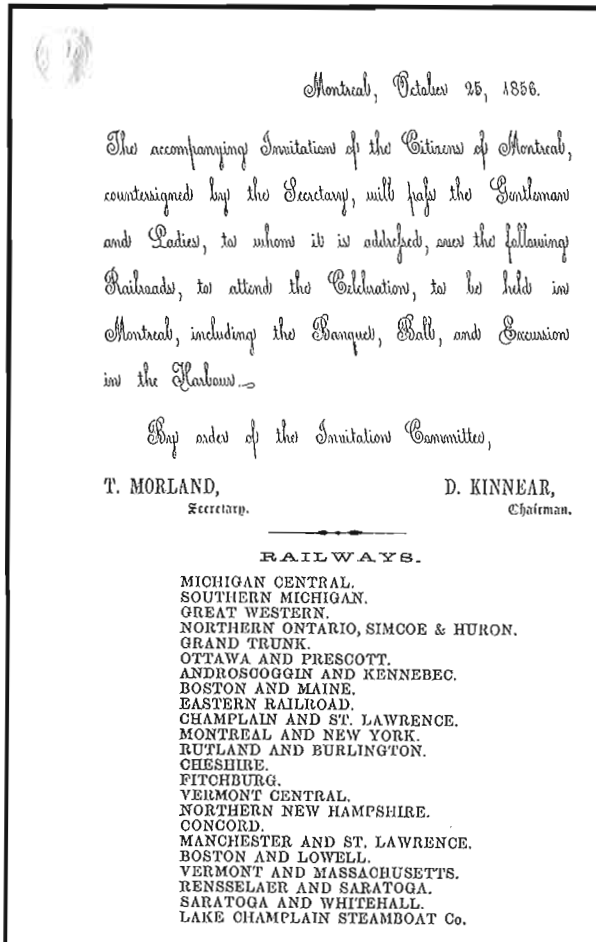 Montreal, October 25, 1856.
The accompanying Invitation of the Citizens of Montreal,
countersigned by the Secretary, will paſs the Gentleman
and Ladies, to whom it is addreſsed, over the following
Railroads, to attend the Celebration, to be held in
Montreal, including the Banquet, Ball, and Excursion
in the Harbour.
By order of the Invitation Committee,
T. MORLAND, D. KINNEAR,
Secretary. Chairman.
RAILWAYS.
MICHIGAN CENTRAL.
SOUTHERN MICHIGAN.
GREAT WESTERN.
NORTHERN ONTARIO, SIMCOE & HURON.
GRAND TRUNK.
OTTAWA AND PRESCOTT.
ANDROSCOGGIN AND KENNEBEC.
BOSTON AND MAINE.
EASTERN RAILROAD.
CHAMPLAIN AND ST. LAWRENCE.
MONTREAL AND NEW YORK.
RUTLAND AND BURLINGTON.
CHESHIRE.
FITCHBURG.
VERMONT CENTRAL.
NORTHERN NEW HAMPSHIRE.
CONCORD.
MANCHESTER AND ST. LAWRENCE.
BOSTON AND LOWELL.
VERMONT AND MASSACHUSETTS.
RENSSELAER AND SARATOGA.
SARATOGA AND WHITEHALL.
LAKE CHAMPLAIN STEAMBOAT Co.